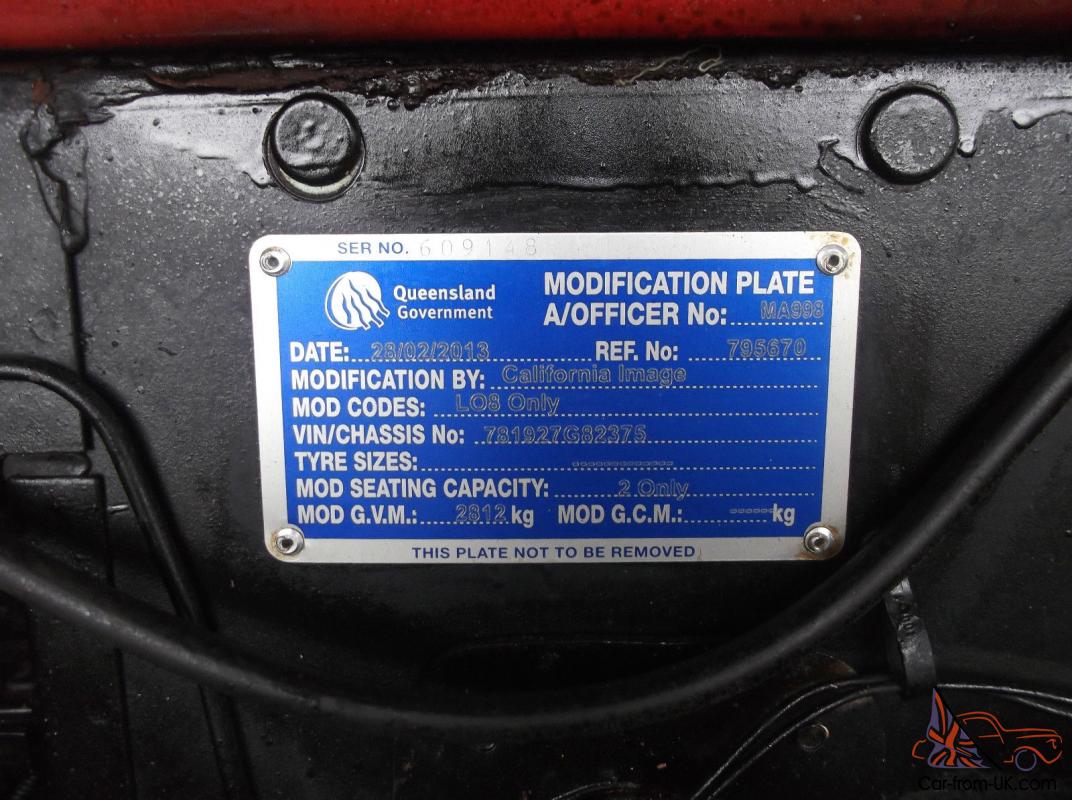 SER NO. 609148
Queensland
Government
MODIFICATION PLATE
A/OFFICER No: MA998
DATE: 28/02/2013 REF. No: 795670
MODIFICATION BY: California Image
MOD CODES: LO8 Only
VIN/CHASSIS No: 781927G82375
TYRE SIZES: -------------
MOD SEATING CAPACITY: 2 Only
MOD G.V.M.: 2812 kg MOD G.C.M.: ------ kg
THIS PLATE NOT TO BE REMOVED
Car-from-UK.com